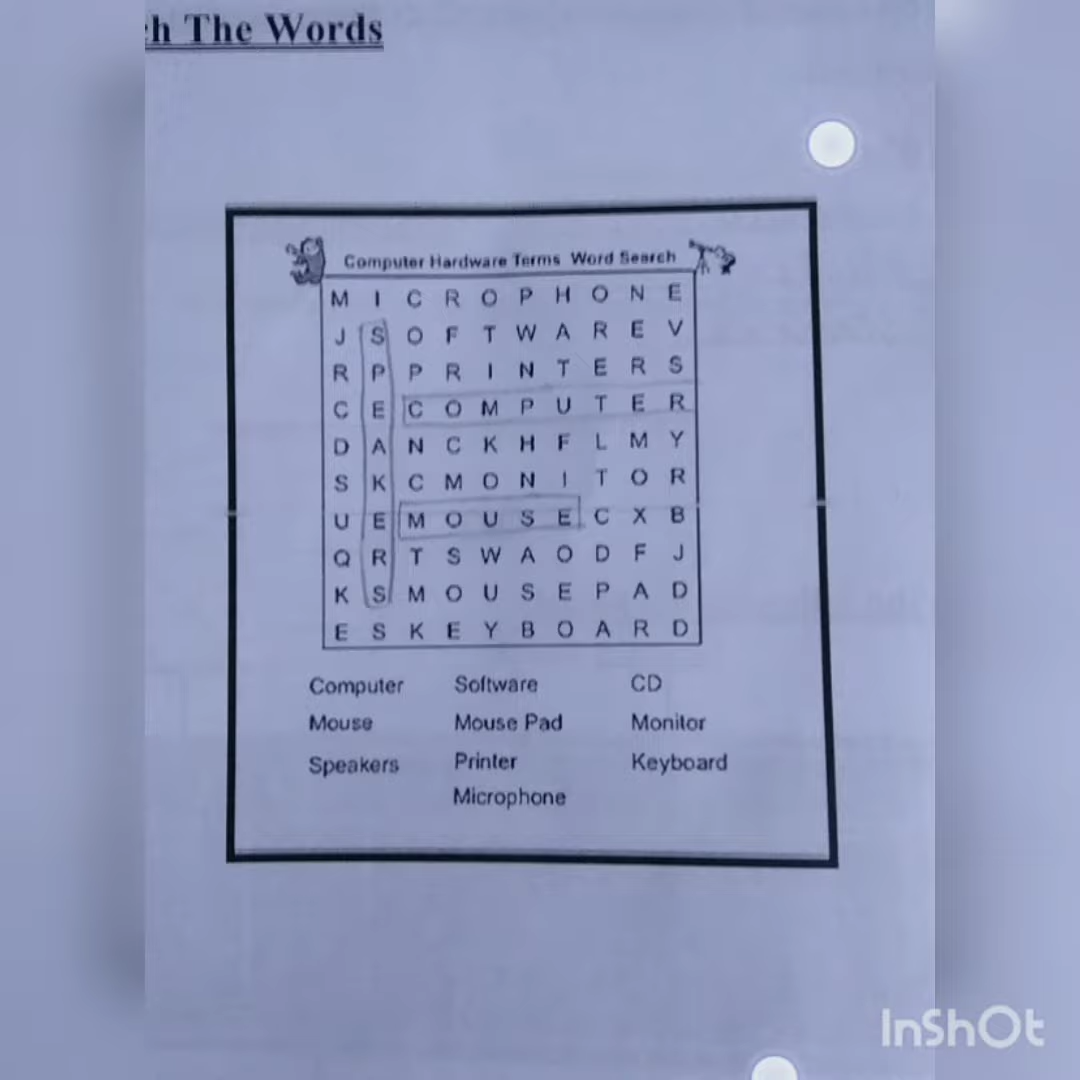 h The Words
Computer Hardware Terms Word Search
M I C R O P H O N E
J S O F T W A R E V
R P P R I N T E R S
C E C O M P U T E R
D A N C K H F L M Y
S K C M O N I T O R
U E M O U S E C X B
Q R T S W A O D F J
K S M O U S E P A D
E S K E Y B O A R D
Computer Software CD
Mouse Mouse Pad Monitor
Speakers Printer Keyboard
Microphone
InShOt